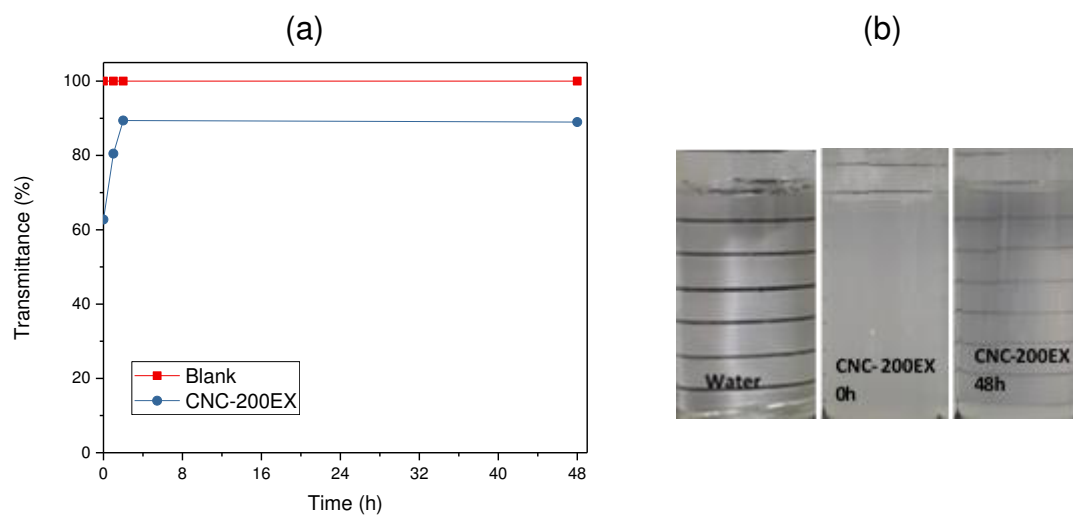 (a)
(b)
100
80
60
40
20
0
Transmittance (%)
Blank
CNC-200EX
0
8
16
24
32
40
48
Time (h)
Water
CNC- 200EX
0h
CNC-200EX
48h